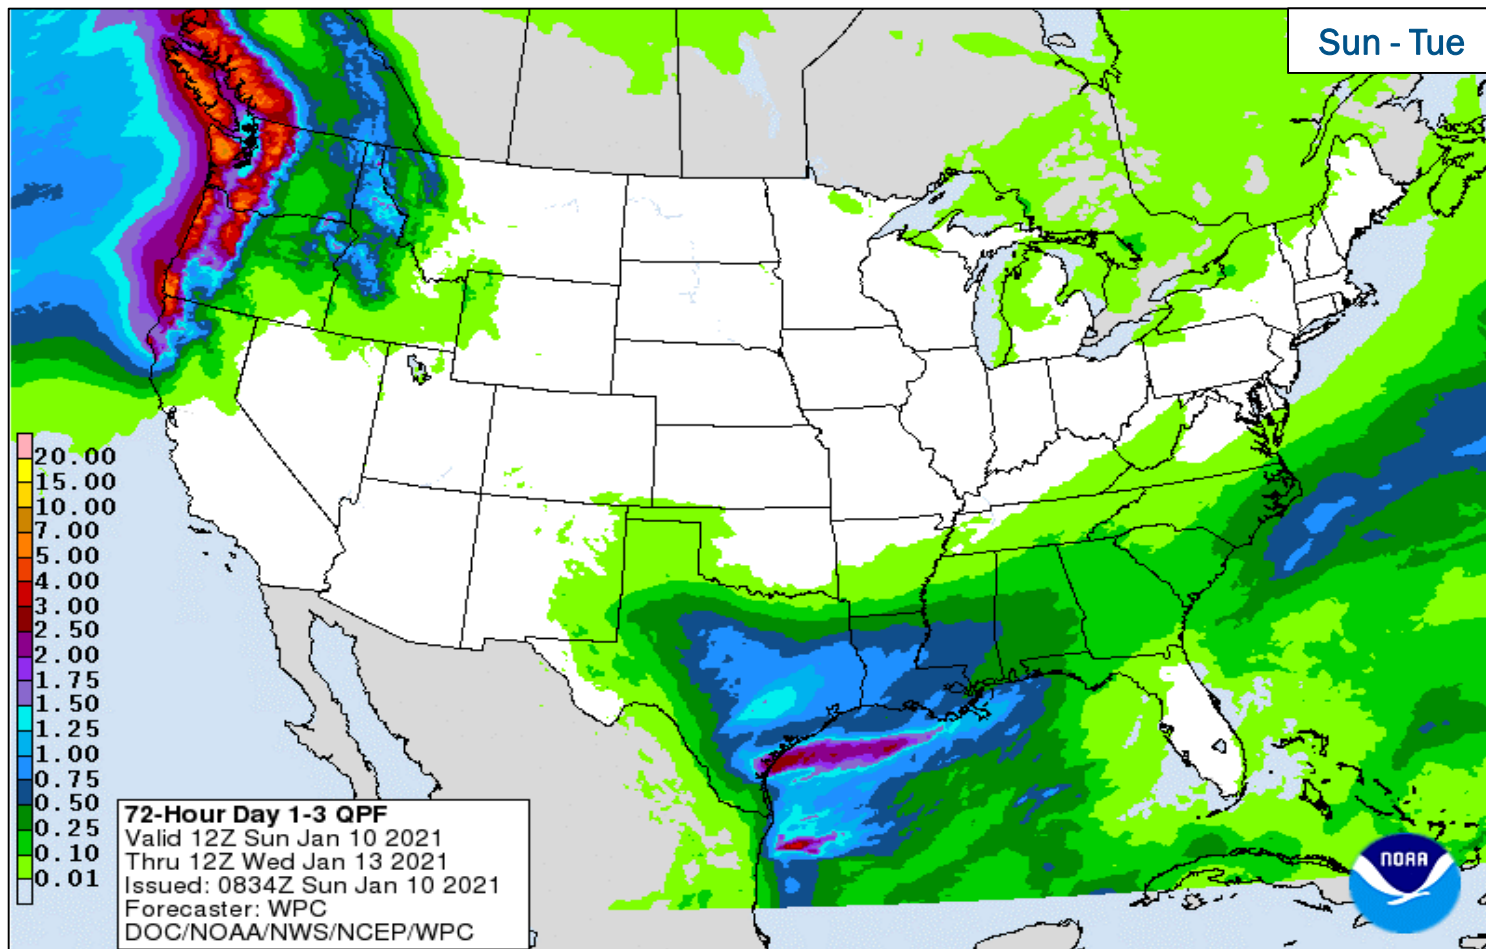 Sun - Tue
20.00
15.00
10.00
7.00
5.00
4.00
3.00
2.50
2.00
1.75
1.50
1.25
1.00
0.75
0.50
0.25
0.10
0.01
72-Hour Day 1-3 QPF
Valid 12Z Sun Jan 10 2021
Thru 12Z Wed Jan 13 2021
Issued: 0834Z Sun Jan 10 2021
Forecaster: WPC
DOC/NOAA/NWS/NCEP/WPC
NOAA